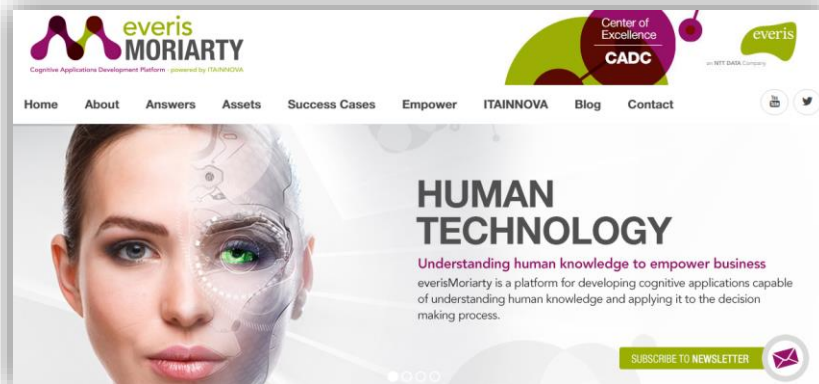 everis
MORIARTY
Cognitive Applications Development Platform - powered by ITAINNOVA
Center of
Excellence
CADC
everis
an NTT DATA Company
Home About Answers Assets Success Cases Empower ITAINNOVA Blog Contact
You
Tube
HUMAN
TECHNOLOGY
Understanding human knowledge to empower business
everisMoriarty is a platform for developing cognitive applications capable
of understanding human knowledge and applying it to the decision
making process.
SUBSCRIBE TO NEWSLETTER